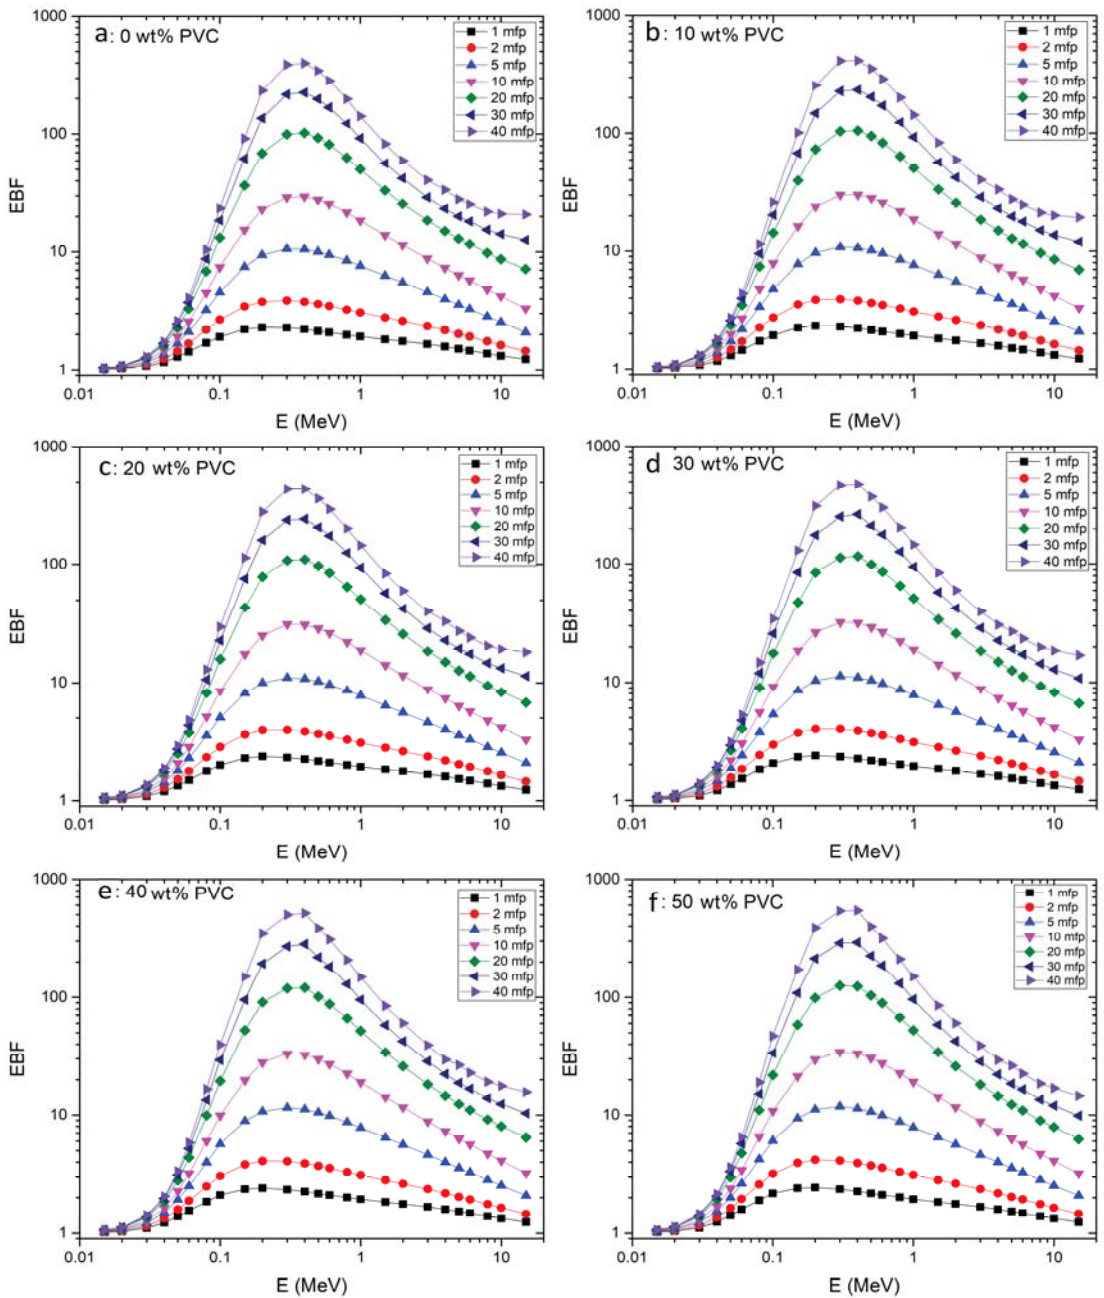 a: 0 wt% PVC
1 mfp
2 mfp
5 mfp
10 mfp
20 mfp
30 mfp
40 mfp
1000
100
10
1
EBF
0.01
0.1
1
10
E (MeV)
b: 10 wt% PVC
1 mfp
2 mfp
5 mfp
10 mfp
20 mfp
30 mfp
40 mfp
1000
100
10
1
EBF
0.01
0.1
1
10
E (MeV)
c: 20 wt% PVC
1 mfp
2 mfp
5 mfp
10 mfp
20 mfp
30 mfp
40 mfp
1000
100
10
1
EBF
0.01
0.1
1
10
E (MeV)
d 30 wt% PVC
1 mfp
2 mfp
5 mfp
10 mfp
20 mfp
30 mfp
40 mfp
1000
100
10
1
EBF
0.01
0.1
1
10
E (MeV)
e: 40 wt% PVC
1 mfp
2 mfp
5 mfp
10 mfp
20 mfp
30 mfp
40 mfp
1000
100
10
1
EBF
0.01
0.1
1
10
E (MeV)
f: 50 wt% PVC
1 mfp
2 mfp
5 mfp
10 mfp
20 mfp
30 mfp
40 mfp
1000
100
10
1
EBF
0.01
0.1
1
10
E (MeV)